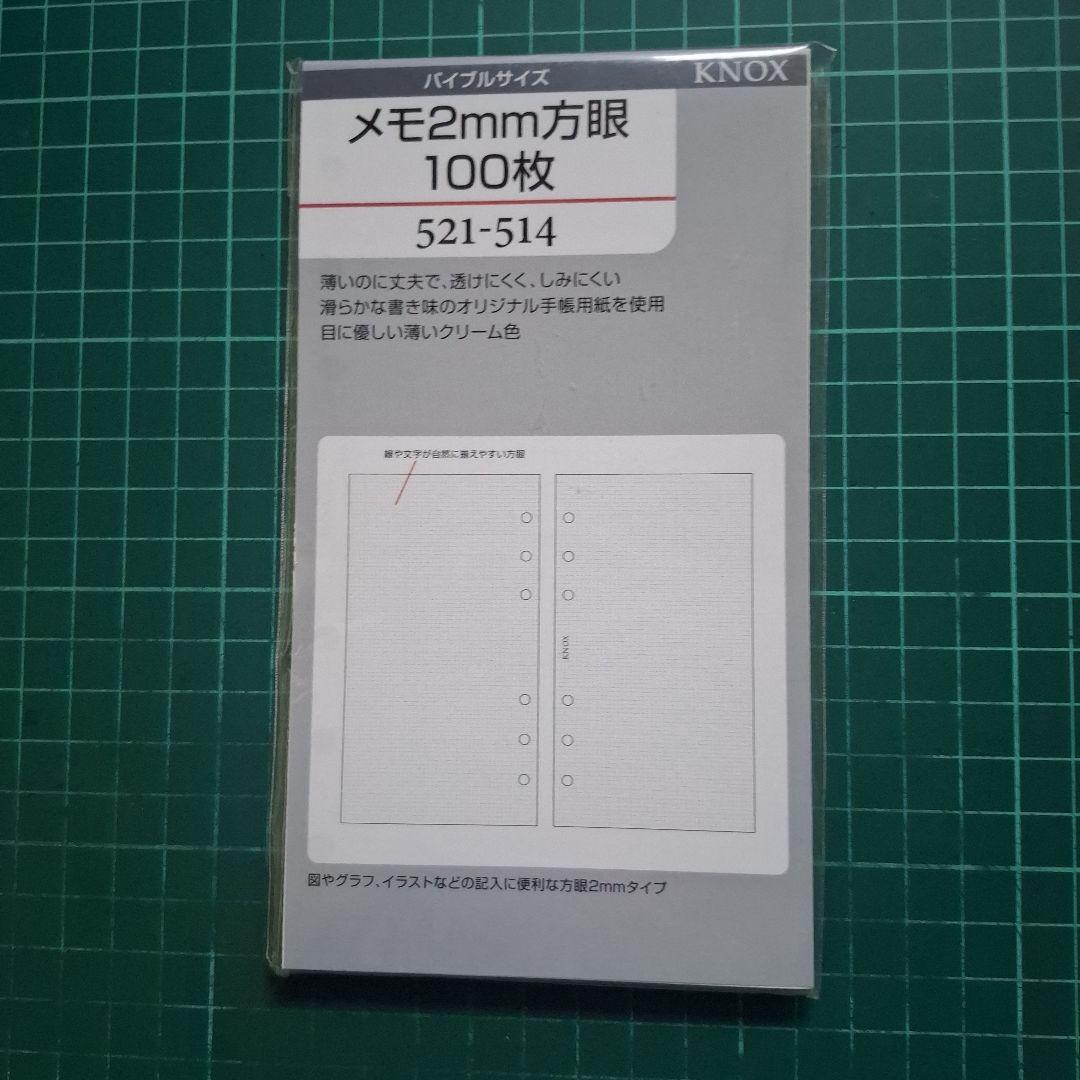 バイブルサイズ
KNOX
メモ2mm方眼
100枚
521-514
薄いのに丈夫で、透けにくく、しみにくい
滑らかな書き味のオリジナル手帳用紙を使用
目に優しい薄いクリーム色
線や文字が自然に揃えやすい方眼
KNOX
図やグラフ、イラストなどの記入に便利な方眼2mmタイプ